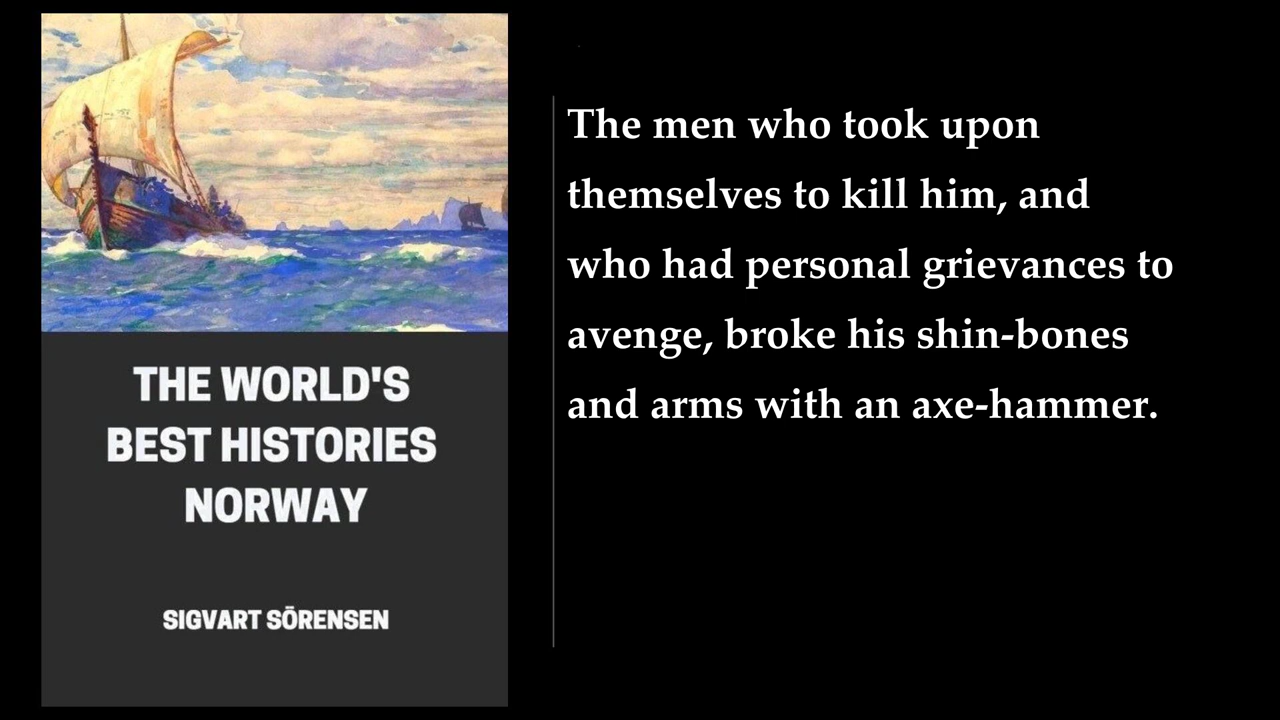 THE WORLD'S
BEST HISTORIES
NORWAY
SIGVART SÖRENSEN
The men who took upon
themselves to kill him, and
who had personal grievances to
avenge, broke his shin-bones
and arms with an axe-hammer.